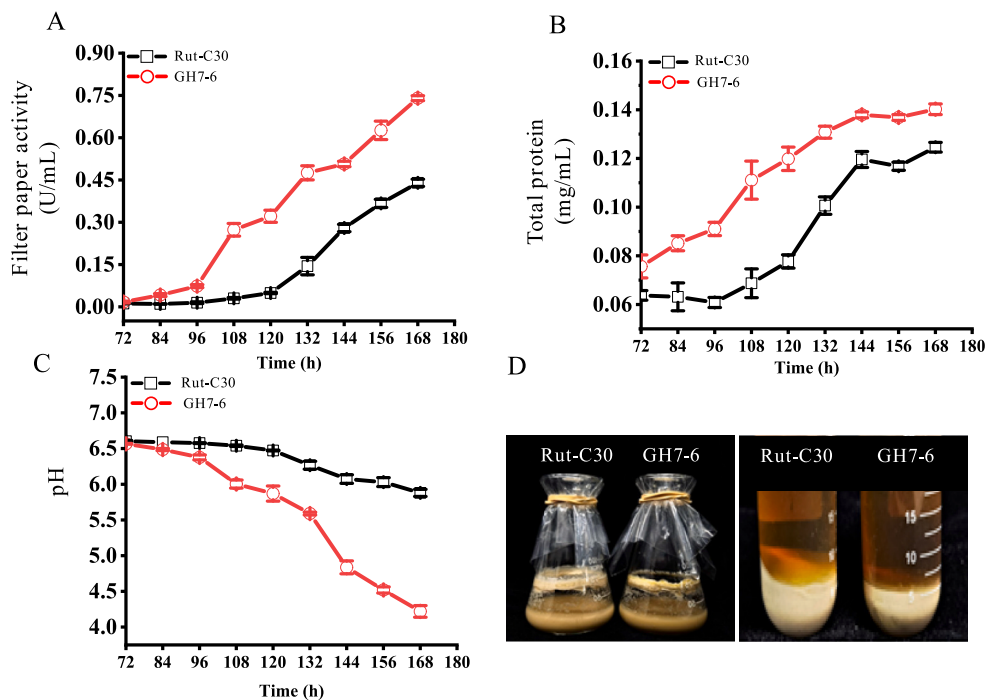 A
Filter paper activity
(U/mL)
0.90
0.75
0.60
0.45
0.30
0.15
0.00
Rut-C30
GH7-6
72 84 96 108 120 132 144 156 168 180
Time (h)
B
Total protein
(mg/mL)
0.16
0.14
0.12
0.10
0.08
0.06
Rut-C30
GH7-6
72 84 96 108 120 132 144 156 168 180
Time (h)
C
pH
7.5
7.0
6.5
6.0
5.5
5.0
4.5
4.0
Rut-C30
GH7-6
72 84 96 108 120 132 144 156 168 180
Time (h)
D
Rut-C30 GH7-6
Rut-C30 GH7-6
15
10
5